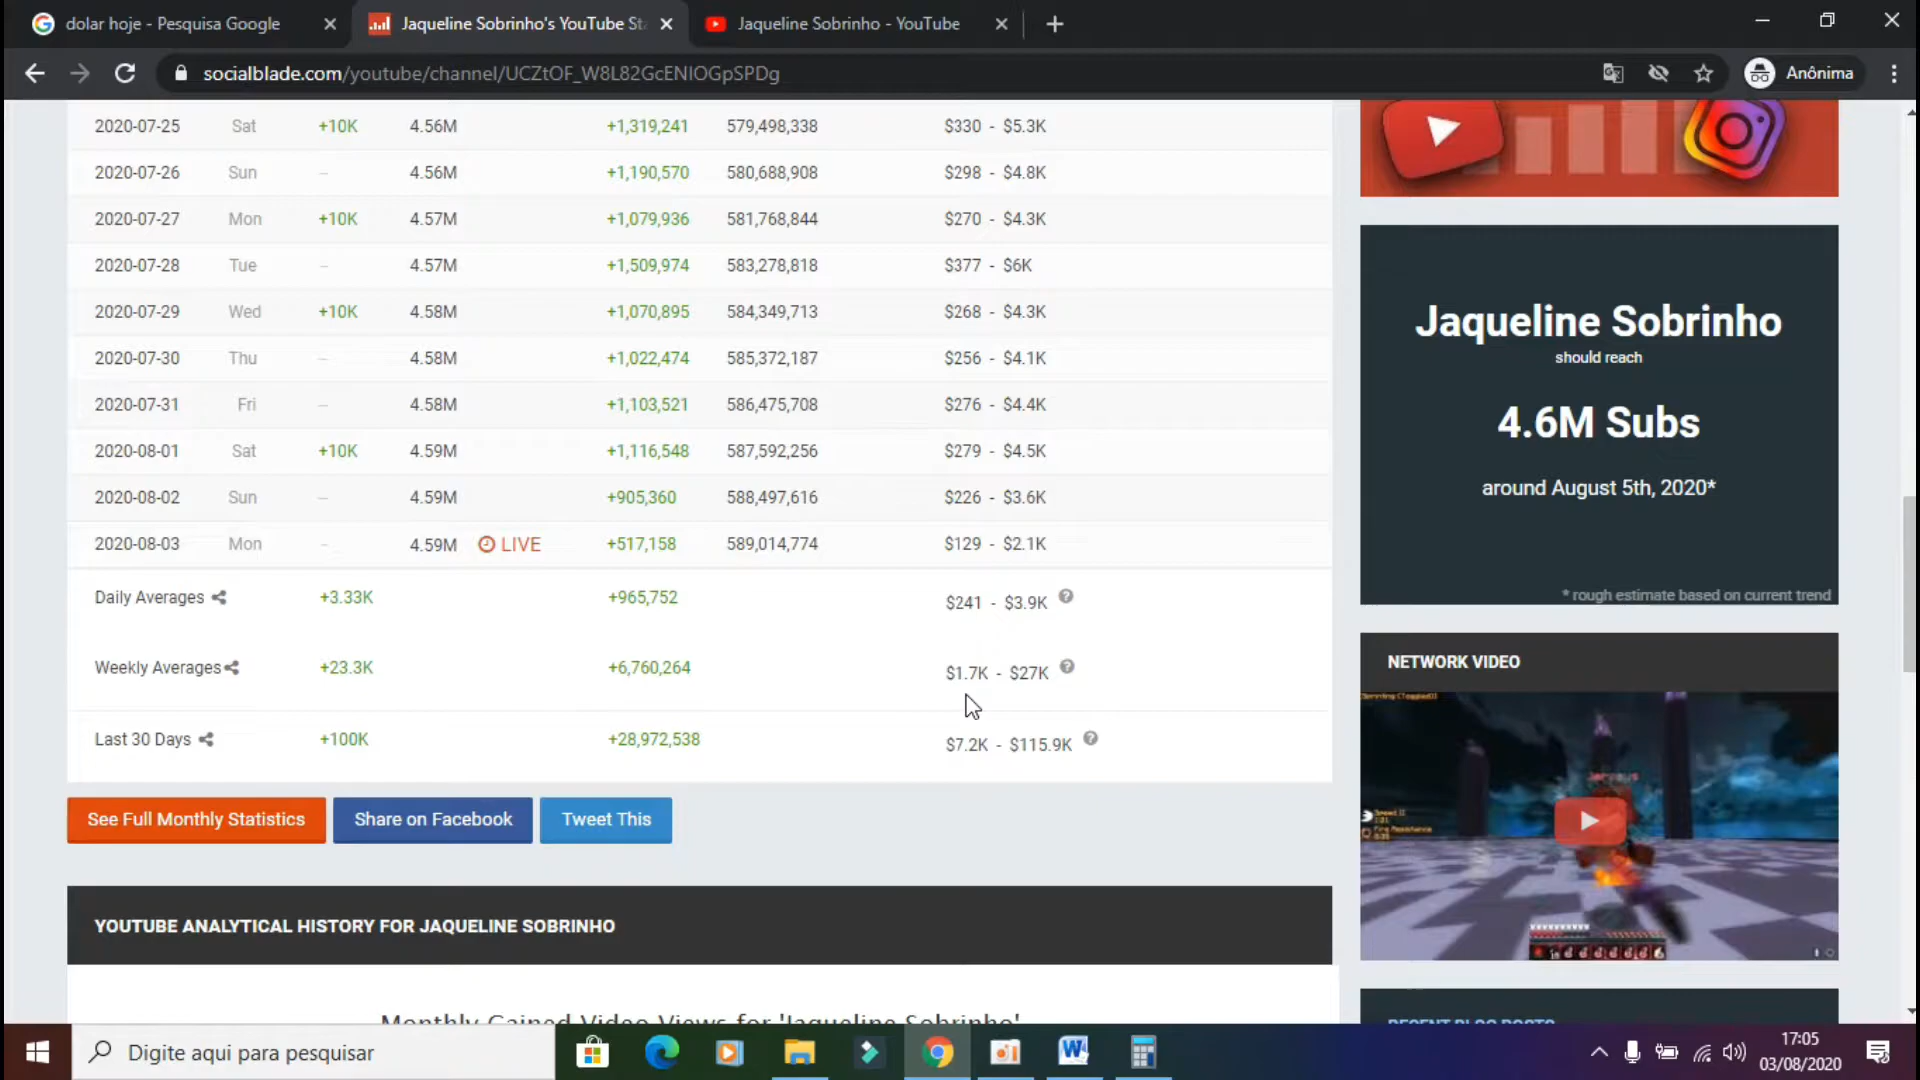 dolar hoje - Pesquisa Google
Jaqueline Sobrinho's YouTube St
Jaqueline Sobrinho - YouTube
socialblade.com/youtube/channel/UCZtOF_W8L82GcENIOGpSPDg
Anônima
2020-07-25 Sat +10K 4.56M +1,319,241 579,498,338 $330 - $5.3K
2020-07-26 Sun -- 4.56M +1,190,570 580,688,908 $298 - $4.8K
2020-07-27 Mon +10K 4.57M +1,079,936 581,768,844 $270 - $4.3K
2020-07-28 Tue -- 4.57M +1,509,974 583,278,818 $377 - $6K
2020-07-29 Wed +10K 4.58M +1,070,895 584,349,713 $268 - $4.3K
2020-07-30 Thu -- 4.58M +1,022,474 585,372,187 $256 - $4.1K
2020-07-31 Fri -- 4.58M +1,103,521 586,475,708 $276 - $4.4K
2020-08-01 Sat +10K 4.59M +1,116,548 587,592,256 $279 - $4.5K
2020-08-02 Sun -- 4.59M +905,360 588,497,616 $226 - $3.6K
2020-08-03 Mon -- 4.59M LIVE +517,158 589,014,774 $129 - $2.1K
Daily Averages +3.33K +965,752 $241 - $3.9K
Weekly Averages +23.3K +6,760,264 $1.7K - $27K
Last 30 Days +100K +28,972,538 $7.2K - $115.9K
See Full Monthly Statistics
Share on Facebook
Tweet This
YOUTUBE ANALYTICAL HISTORY FOR JAQUELINE SOBRINHO
Monthly Gained Video Views for 'Jaqueline Sobrinho'
Jaqueline Sobrinho
should reach
4.6M Subs
around August 5th, 2020*
* rough estimate based on current trend
NETWORK VIDEO
RECENT BLOG POSTS
Digite aqui para pesquisar
17:05
03/08/2020